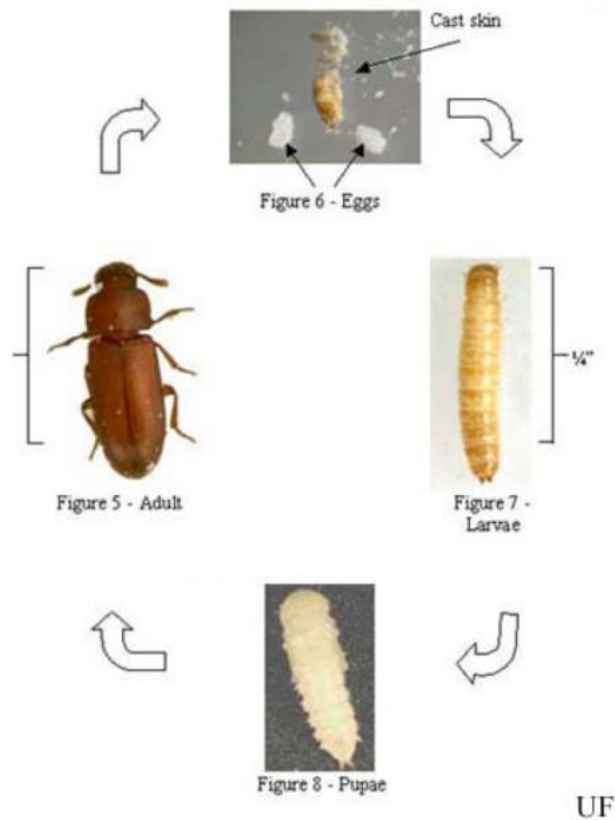 Cast skin
Figure 6 - Eggs
¼"
Figure 5 - Adult
Figure 7 -
Larvae
Figure 8 - Pupae
UF